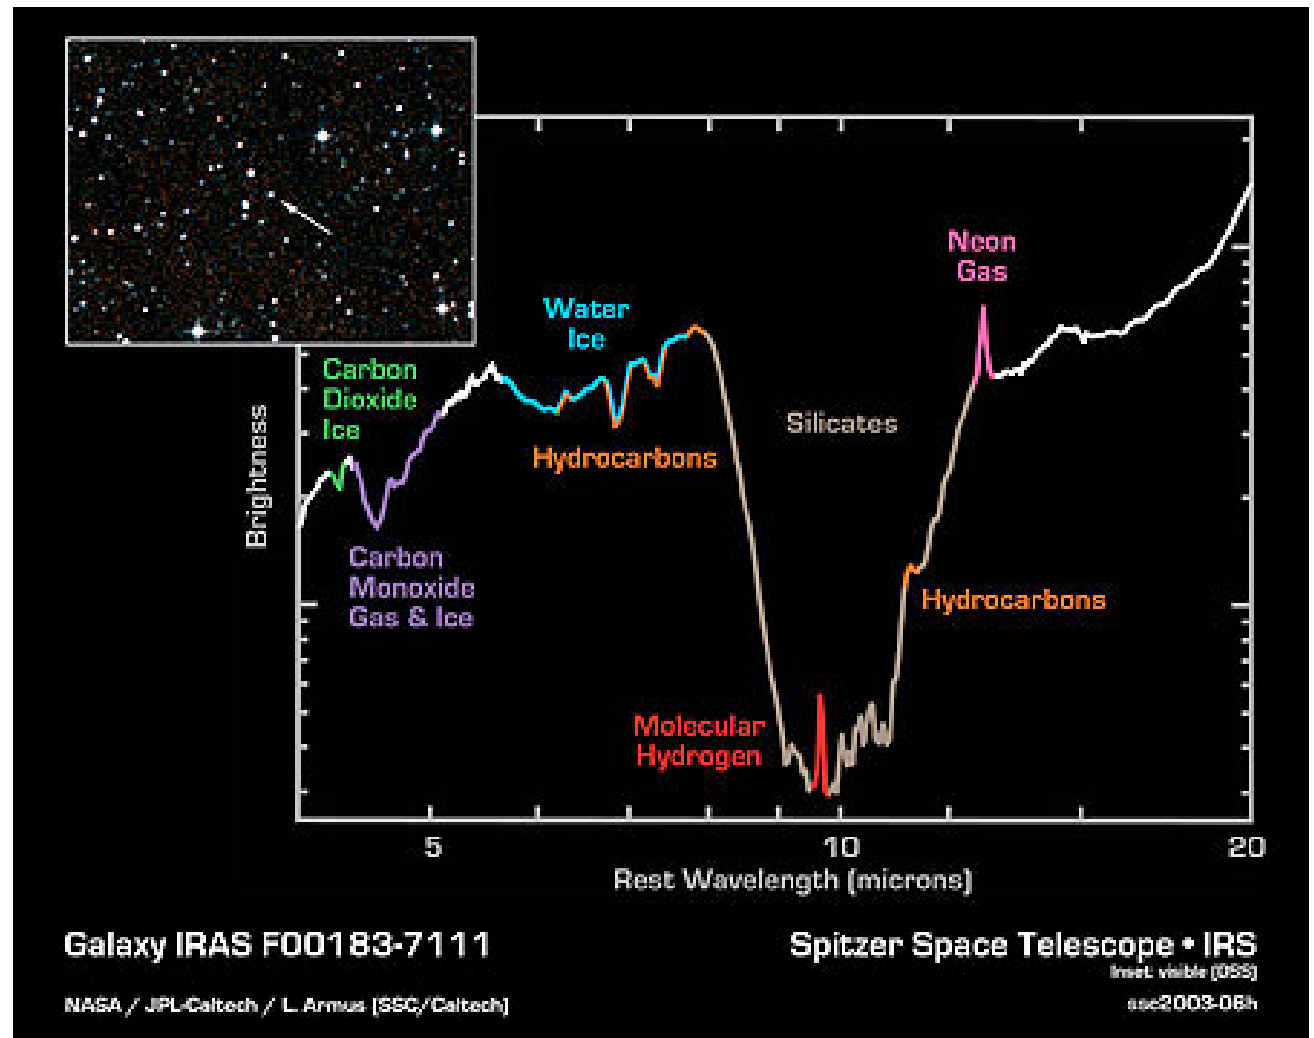 Neon
Gas
Water
Ice
Carbon
Dioxide
Ice
Silicates
Hydrocarbons
Brightness
Carbon
Monoxide
Gas & Ice
Hydrocarbons
Molecular
Hydrogen
5
10
20
Rest Wavelength (microns)
Galaxy IRAS F00183-7111
Spitzer Space Telescope • IRS
Inset: visible (DSS)
NASA / JPL-Caltech / L. Armus (SSC/Caltech)
ssc2003-06h